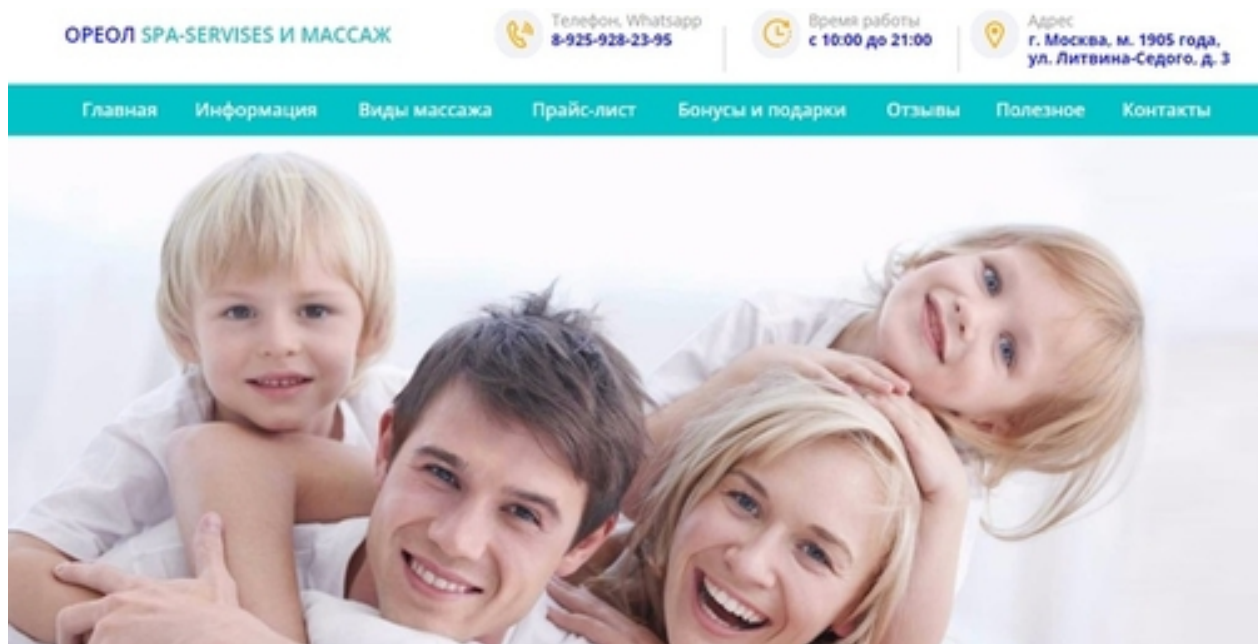 ОРЕОЛ SPA-SERVISES И МАССАЖ
Телефон, Whatsapp
8-925-928-23-95
Время работы
с 10:00 до 21:00
Адрес
г. Москва, м. 1905 года,
ул. Литвина-Седого, д. 3
Главная Информация Виды массажа Прайс-лист Бонусы и подарки Отзывы Полезное Контакты